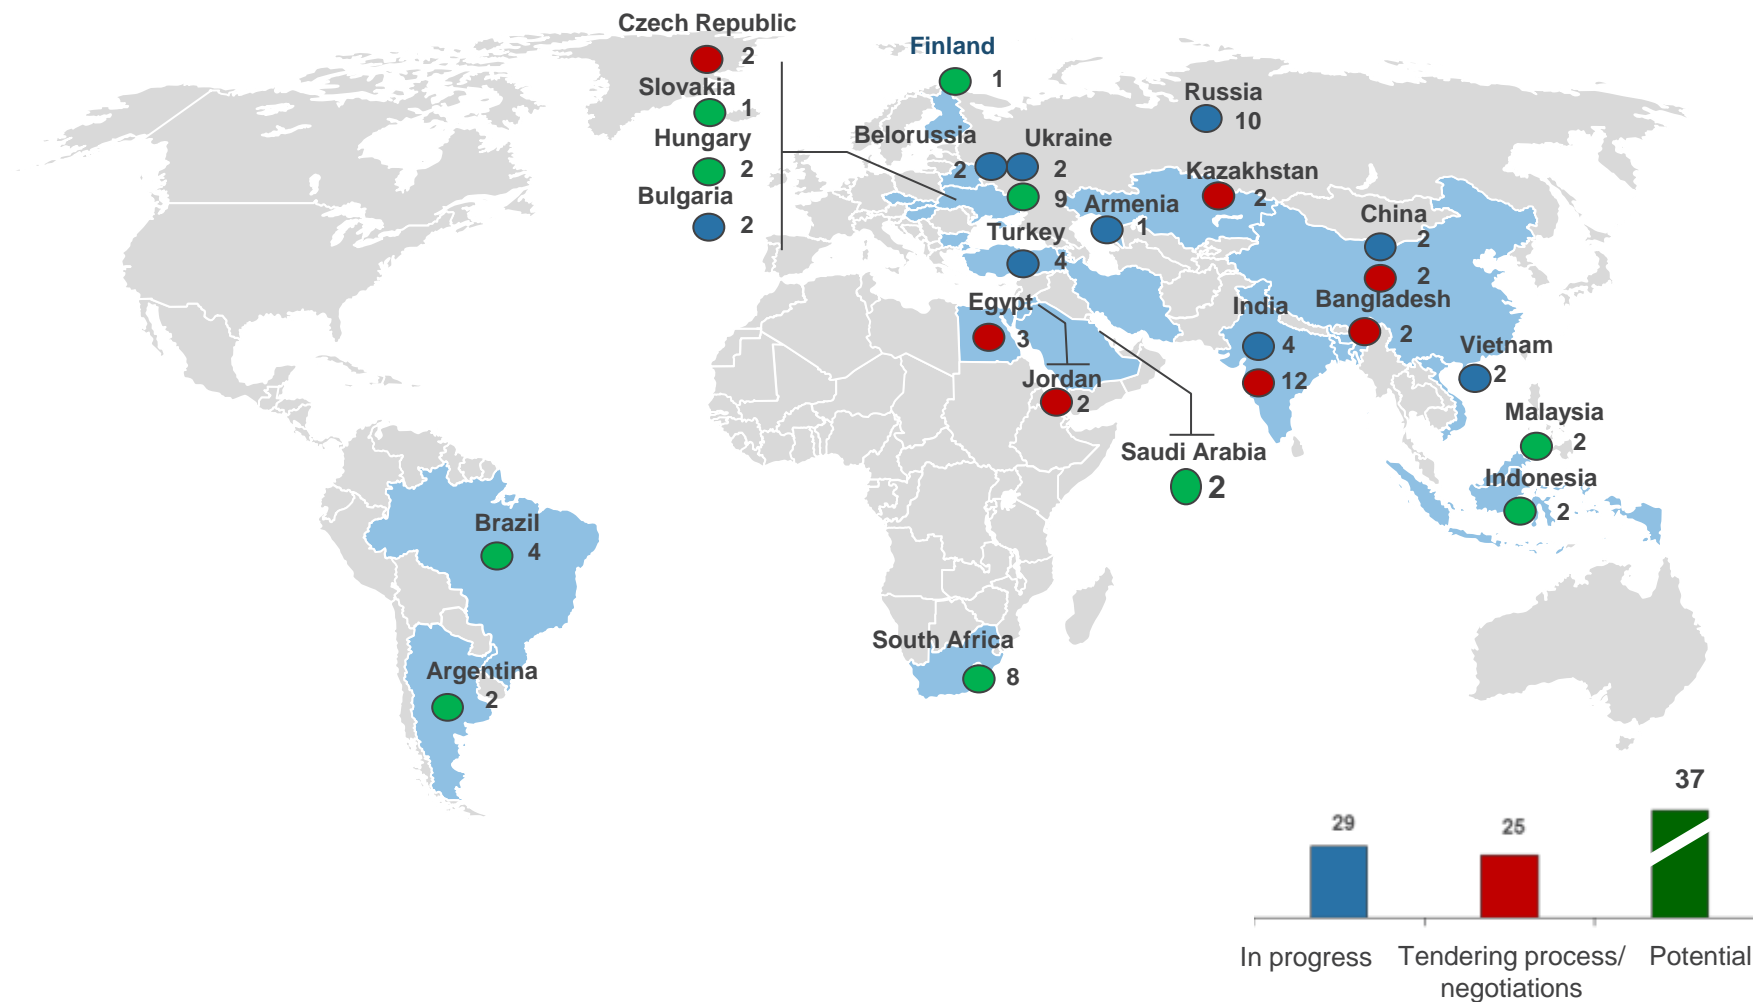 Czech Republic
2
Slovakia
1
Hungary
2
Bulgaria
2
Finland
1
Russia
10
Belorussia
2
Ukraine
2
9
Kazakhstan
2
Armenia
1
Turkey
4
China
2
2
Egypt
3
Jordan
2
India
4
12
Bangladesh
2
Vietnam
2
Saudi Arabia
2
Malaysia
2
Indonesia
2
Brazil
4
Argentina
2
South Africa
8
29
25
37
In progress
Tendering process/
negotiations
Potential